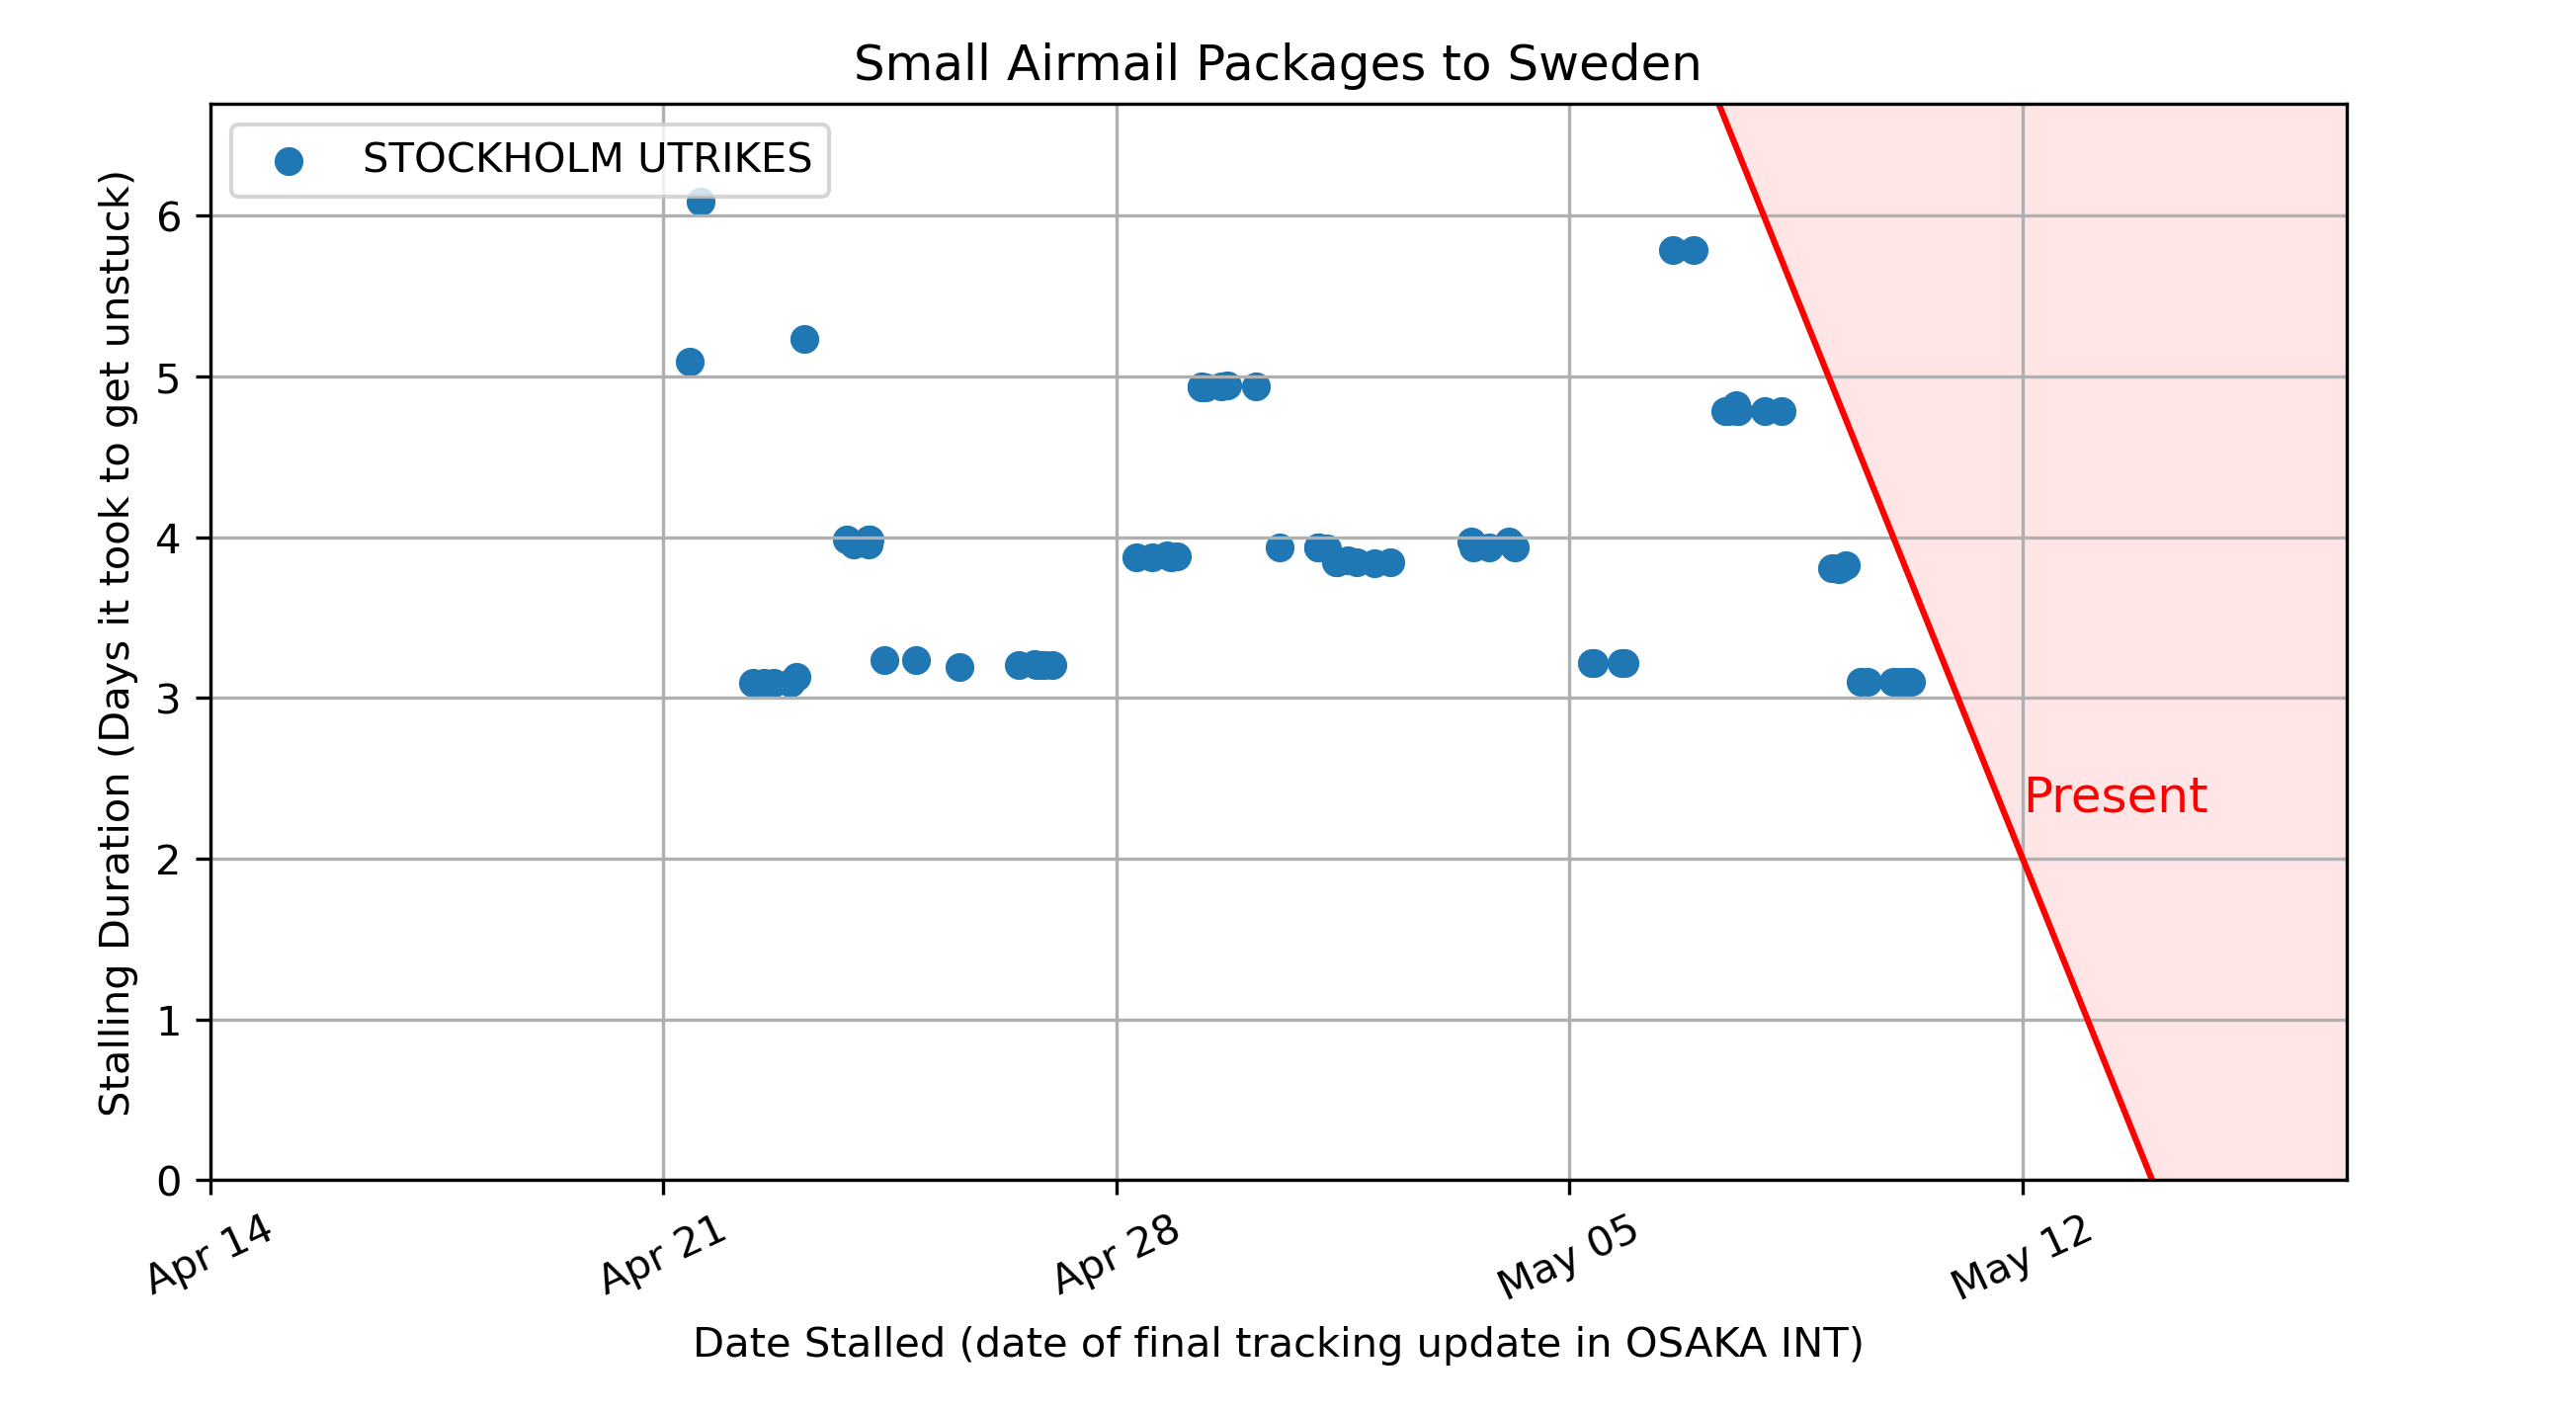 Small Airmail Packages to Sweden
STOCKHOLM UTRIKES
Stalling Duration (Days it took to get unstuck)
6
5
4
3
2
1
0
Present
Apr 14
Apr 21
Apr 28
May 05
May 12
Date Stalled (date of final tracking update in OSAKA INT)